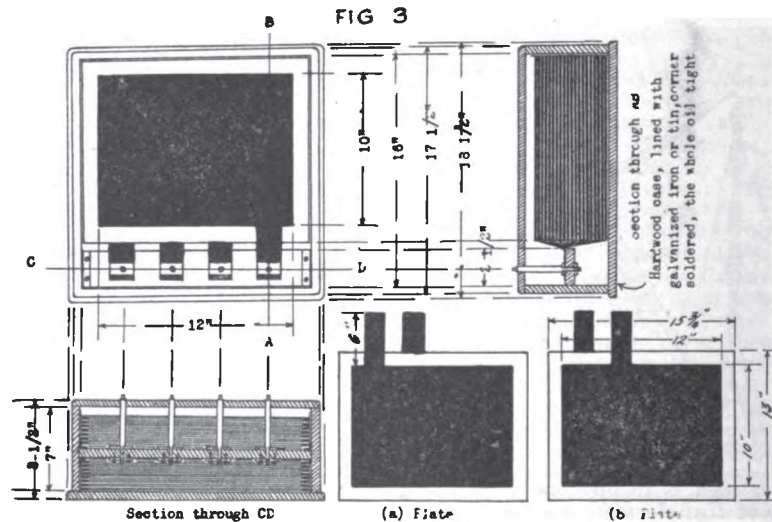 FIG 3
B
10"
16"
17 1/2"
18 1/2"
section through
Hardwood case, lined with
galvanized iron or tin, corner
soldered, the whole oil tight
C
12"
A
6"
15 3/4"
12"
10"
15"
8 1/2"
7"
Section through CD
(a) Plate
(b) Plate